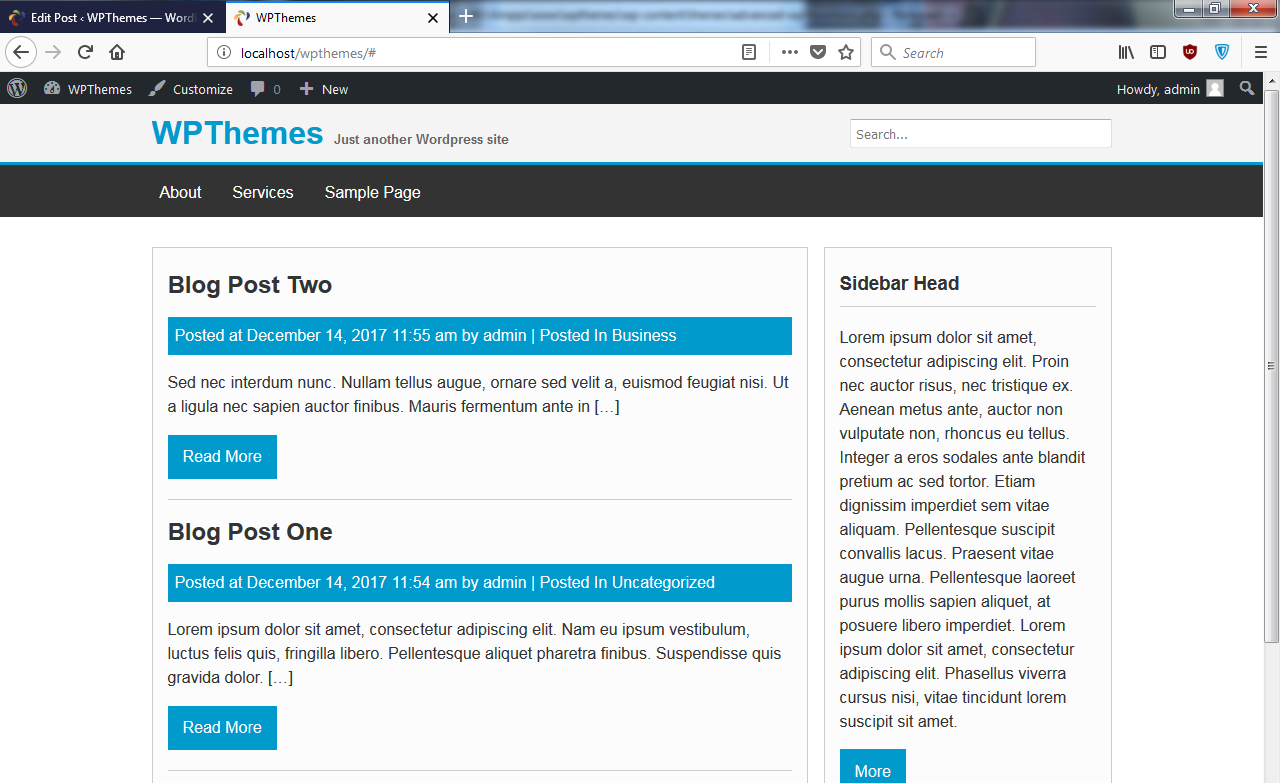 Edit Post ‹ WPThemes — Word
WPThemes
localhost/wpthemes/#
Search
WPThemes
Customize
0
New
Howdy, admin
WPThemes
Just another Wordpress site
Search...
About
Services
Sample Page
Blog Post Two
Posted at December 14, 2017 11:55 am by admin | Posted In Business
Sed nec interdum nunc. Nullam tellus augue, ornare sed velit a, euismod feugiat nisi. Ut
a ligula nec sapien auctor finibus. Mauris fermentum ante in […]
Read More
Blog Post One
Posted at December 14, 2017 11:54 am by admin | Posted In Uncategorized
Lorem ipsum dolor sit amet, consectetur adipiscing elit. Nam eu ipsum vestibulum,
luctus felis quis, fringilla libero. Pellentesque aliquet pharetra finibus. Suspendisse quis
gravida dolor. […]
Read More
Sidebar Head
Lorem ipsum dolor sit amet,
consectetur adipiscing elit. Proin
nec auctor risus, nec tristique ex.
Aenean metus ante, auctor non
vulputate non, rhoncus eu tellus.
Integer a eros sodales ante blandit
pretium ac sed tortor. Etiam
dignissim imperdiet sem vitae
aliquam. Pellentesque suscipit
convallis lacus. Praesent vitae
augue urna. Pellentesque laoreet
purus mollis sapien aliquet, at
posuere libero imperdiet. Lorem
ipsum dolor sit amet, consectetur
adipiscing elit. Phasellus viverra
cursus nisi, vitae tincidunt lorem
suscipit sit amet.
More